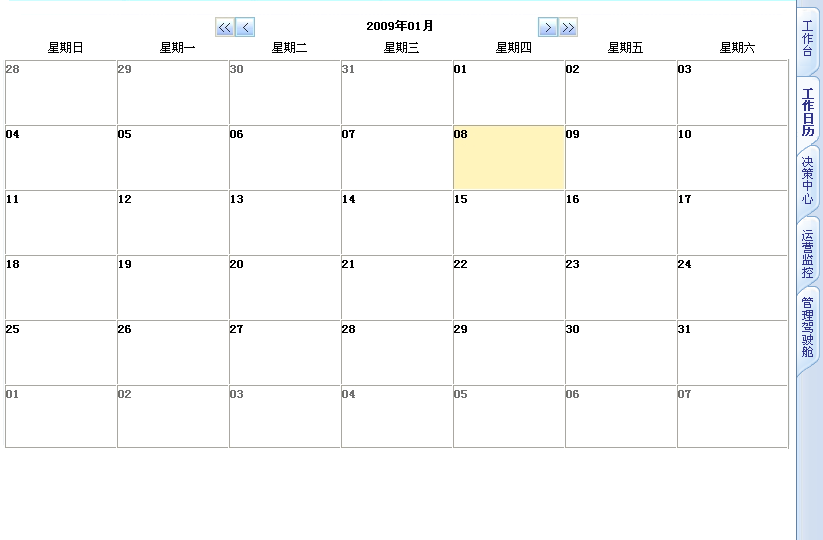 << < 2009年01月 > >>
星期日 星期一 星期二 星期三 星期四 星期五 星期六
28 29 30 31 01 02 03
04 05 06 07 08 09 10
11 12 13 14 15 16 17
18 19 20 21 22 23 24
25 26 27 28 29 30 31
01 02 03 04 05 06 07
工作台
工作日历
决策中心
运营监控
管理驾驶舱